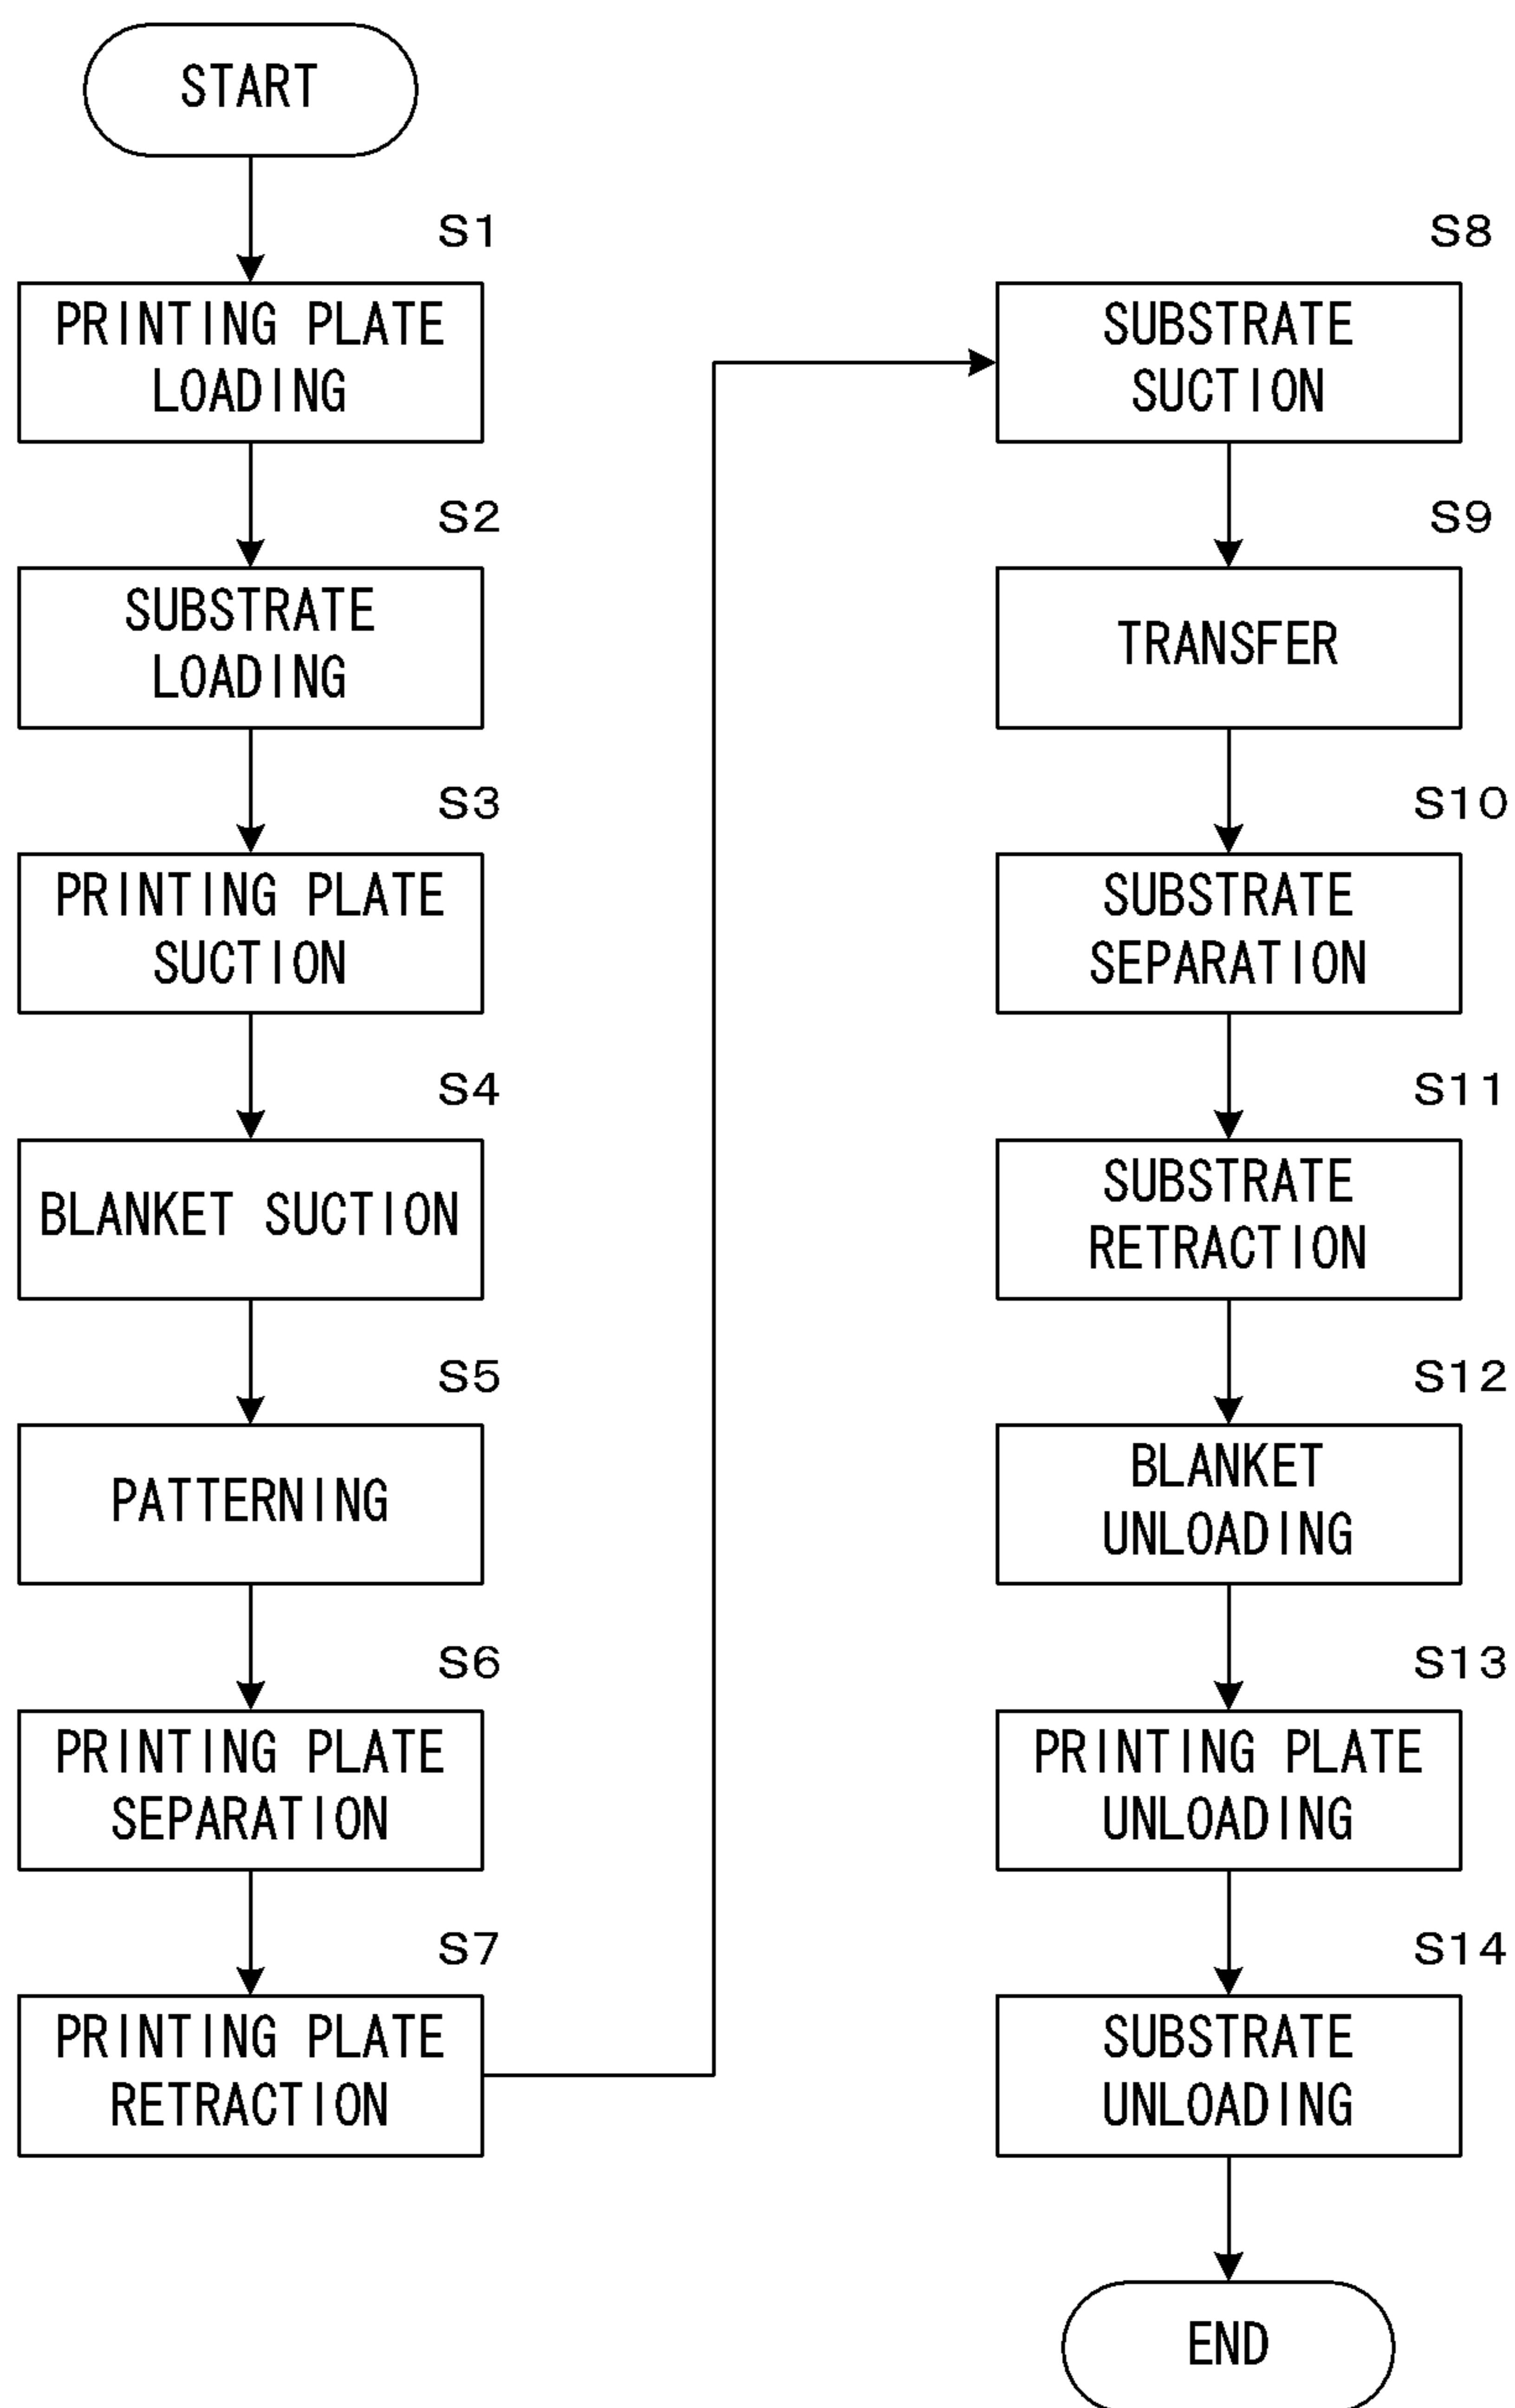 START
S1
PRINTING PLATE
LOADING
S2
SUBSTRATE
LOADING
S3
PRINTING PLATE
SUCTION
S4
BLANKET SUCTION
S5
PATTERNING
S6
PRINTING PLATE
SEPARATION
S7
PRINTING PLATE
RETRACTION
S8
SUBSTRATE
SUCTION
S9
TRANSFER
S10
SUBSTRATE
SEPARATION
S11
SUBSTRATE
RETRACTION
S12
BLANKET
UNLOADING
S13
PRINTING PLATE
UNLOADING
S14
SUBSTRATE
UNLOADING
END